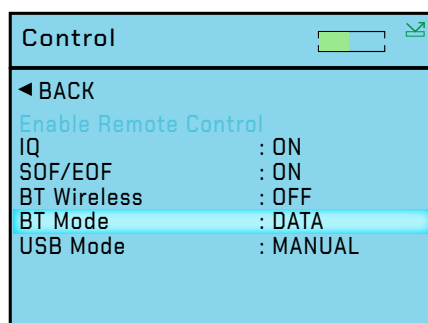 Control
◄ BACK
Enable Remote Control
IQ : ON
SOF/EOF : ON
BT Wireless : OFF
BT Mode : DATA
USB Mode : MANUAL